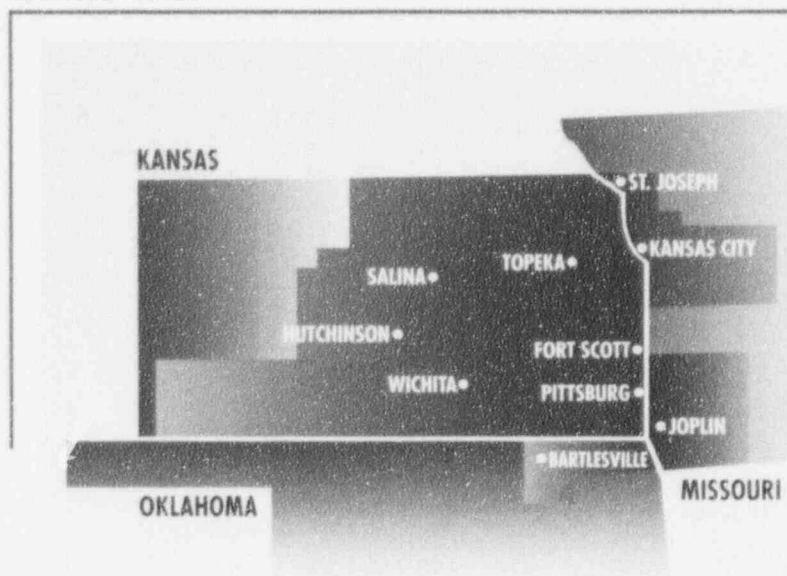 KANSAS
ST. JOSEPH
KANSAS CITY
TOPEKA
SALINA
HUTCHINSON
FORT SCOTT
WICHITA
PITTSBURG
JOPLIN
BARTLESVILLE
MISSOURI
OKLAHOMA